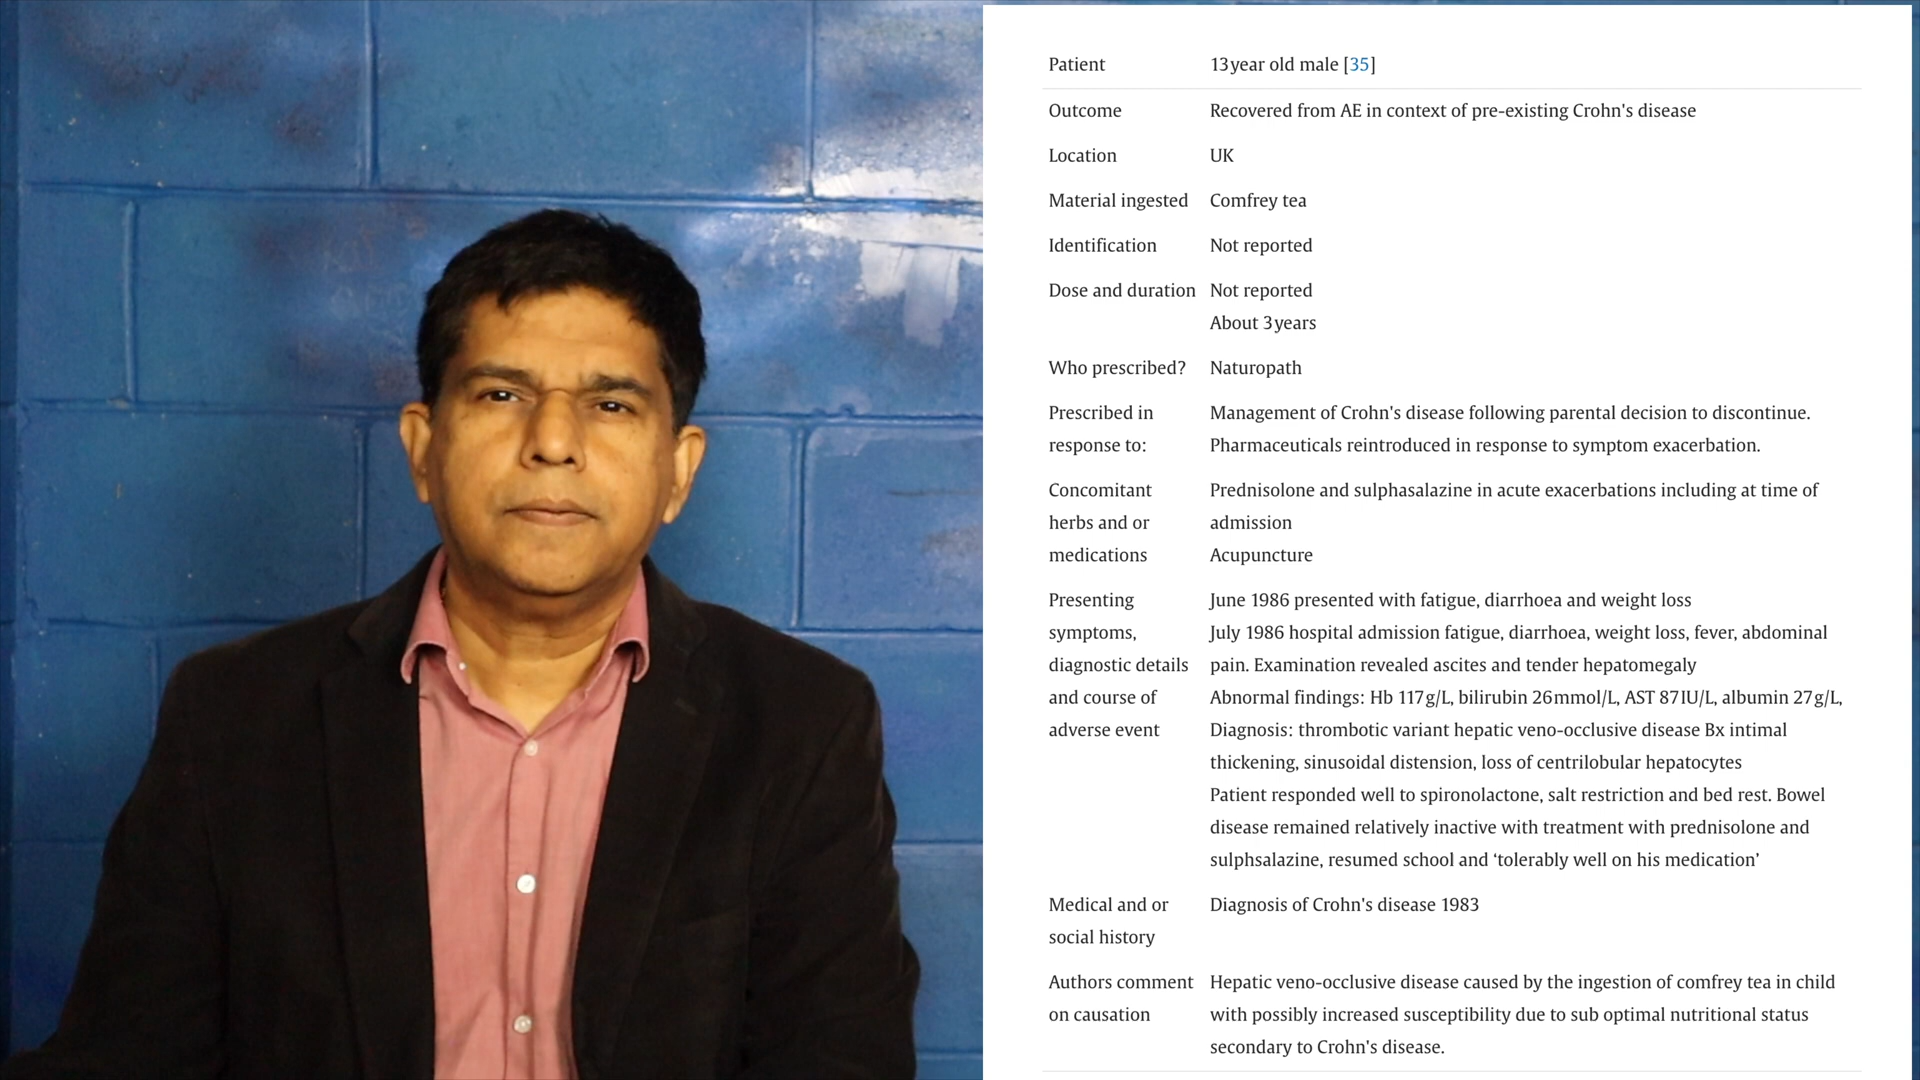 Patient 13year old male [35]
Outcome Recovered from AE in context of pre-existing Crohn's disease
Location UK
Material ingested Comfrey tea
Identification Not reported
Dose and duration Not reported
About 3years
Who prescribed? Naturopath
Prescribed in Management of Crohn's disease following parental decision to discontinue.
response to: Pharmaceuticals reintroduced in response to symptom exacerbation.
Concomitant Prednisolone and sulphasalazine in acute exacerbations including at time of
herbs and or admission
medications Acupuncture
Presenting June 1986 presented with fatigue, diarrhoea and weight loss
symptoms, July 1986 hospital admission fatigue, diarrhoea, weight loss, fever, abdominal
diagnostic details pain. Examination revealed ascites and tender hepatomegaly
and course of Abnormal findings: Hb 117g/L, bilirubin 26mmol/L, AST 87IU/L, albumin 27g/L,
adverse event Diagnosis: thrombotic variant hepatic veno-occlusive disease Bx intimal
thickening, sinusoidal distension, loss of centrilobular hepatocytes
Patient responded well to spironolactone, salt restriction and bed rest. Bowel
disease remained relatively inactive with treatment with prednisolone and
sulphsalazine, resumed school and ‘tolerably well on his medication’
Medical and or Diagnosis of Crohn's disease 1983
social history
Authors comment Hepatic veno-occlusive disease caused by the ingestion of comfrey tea in child
on causation with possibly increased susceptibility due to sub optimal nutritional status
secondary to Crohn's disease.